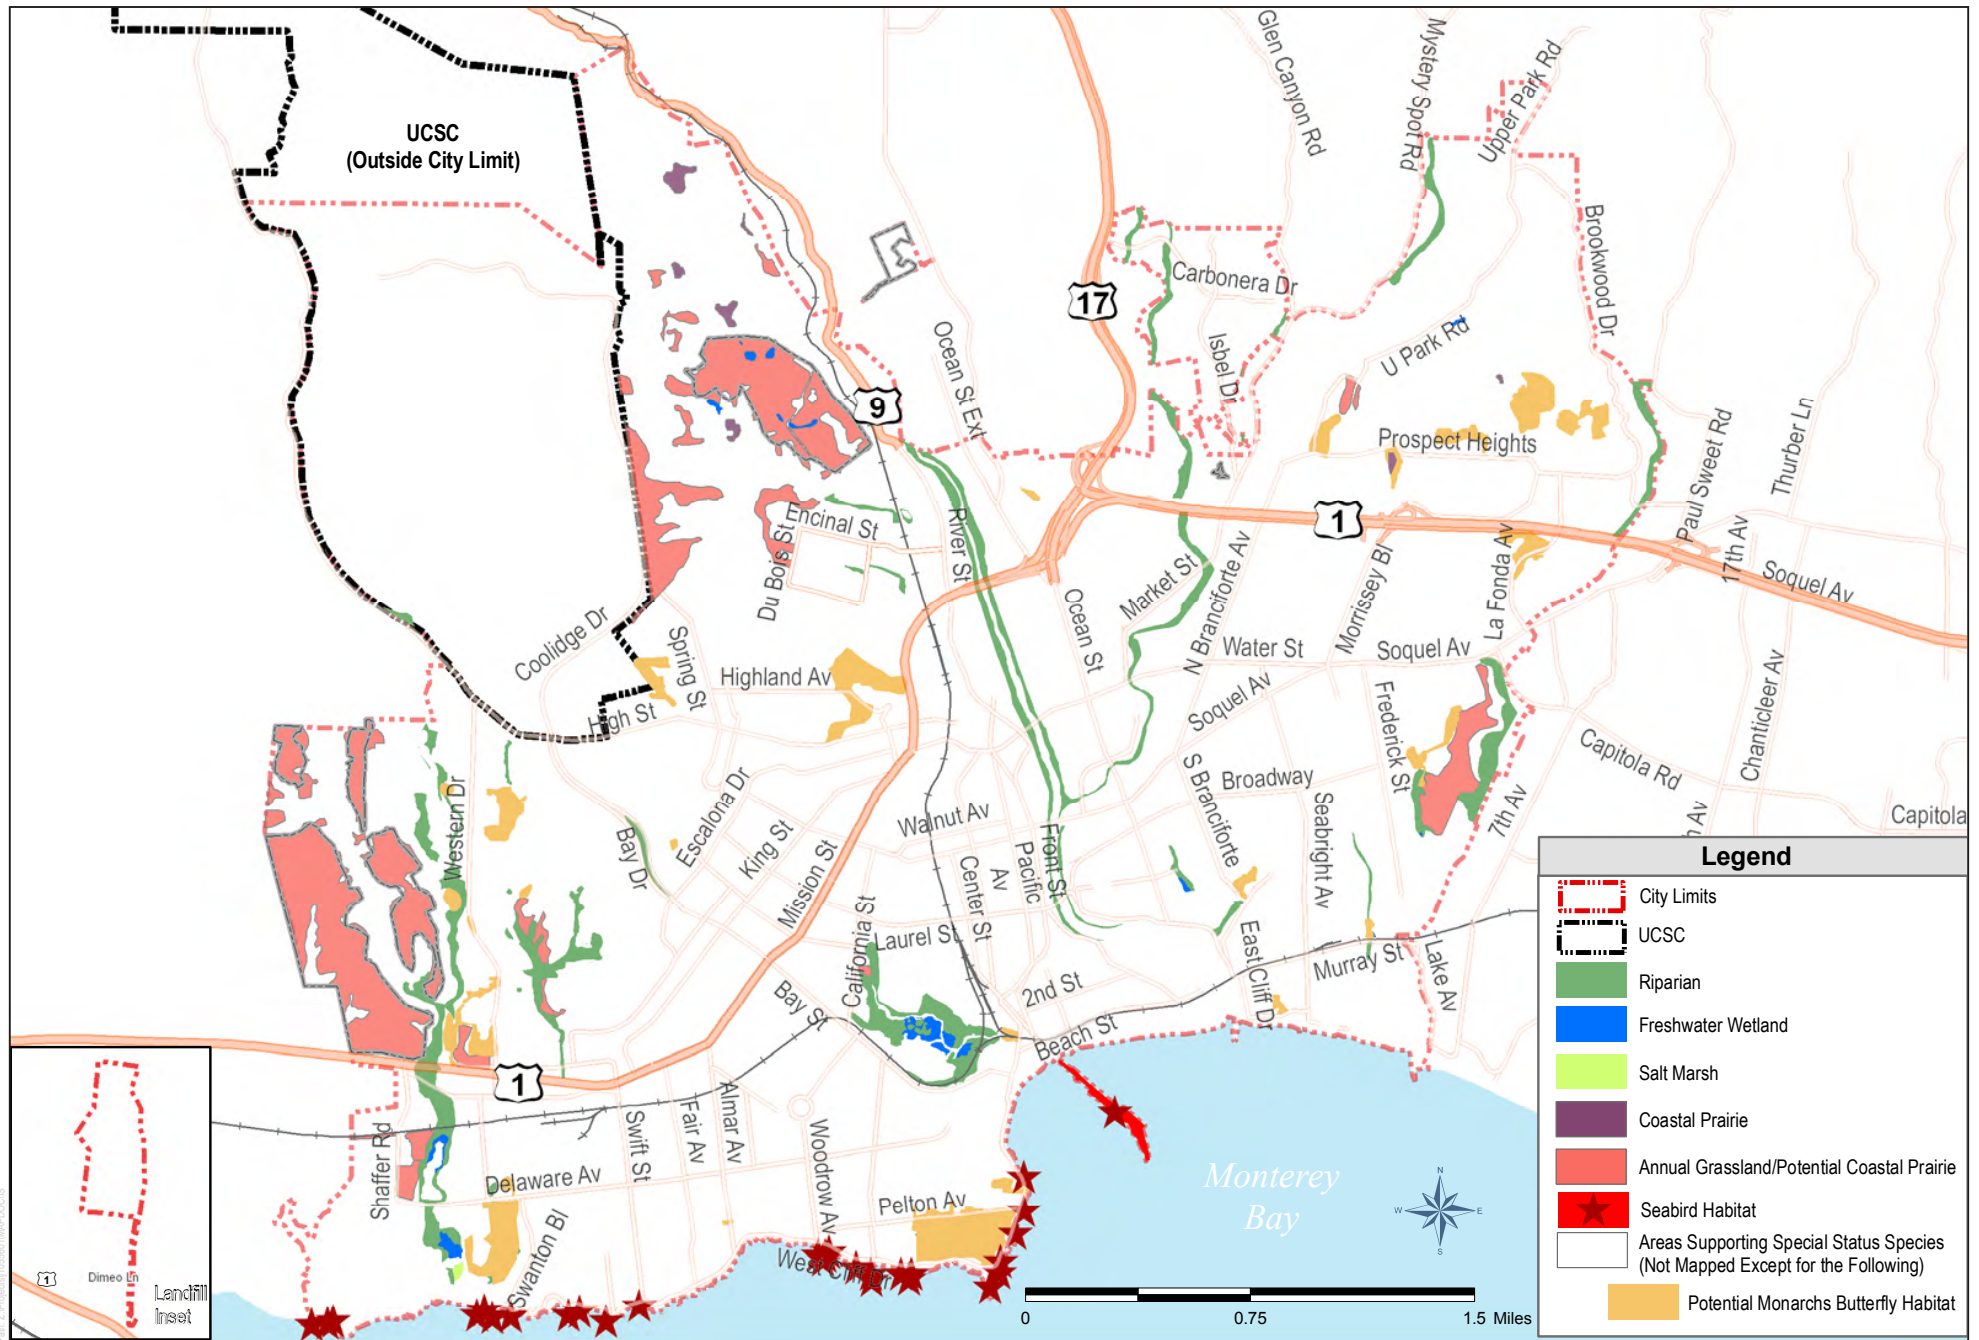 UCSC
(Outside City Limit)
Glen Canyon Rd
Mystery Spot Rd
Upper Park Rd
Brookwood Dr
Carbonera Dr
17
Isbel Dr
U Park Rd
Ocean St Ext
9
Prospect Heights
Paul Sweet Rd
Thurber Ln
Encinal St
Du Bois St
River St
1
17th Av
Soquel Av
La Fonda Av
Morrissey Bl
N Branciforte Av
Market St
Ocean St
Coolidge Dr
Spring St
Highland Av
High St
Water St
Soquel Av
Soquel Av
Frederick St
Capitola Rd
Chanticleer Av
Capitola
7th Av
Broadway
S Branciforte
Seabright Av
Western Dr
Bay Dr
Escalona Dr
King St
Mission St
Walnut Av
Center St
Pacific
Av
Front St
California St
Laurel St
Bay St
2nd St
Beach St
East Cliff Dr
Murray St
Lake Av
1
Shaffer Rd
Delaware Av
Swanton Bl
Swift St
Fair Av
Almar Av
Woodrow Av
Pelton Av
West Cliff Dr
Monterey
Bay
N
W
E
S
0
0.75
1.5 Miles
1
Dimeo Ln
Landfill
Inset
Legend
City Limits
UCSC
Riparian
Freshwater Wetland
Salt Marsh
Coastal Prairie
Annual Grassland/Potential Coastal Prairie
Seabird Habitat
Areas Supporting Special Status Species
(Not Mapped Except for the Following)
Potential Monarchs Butterfly Habitat